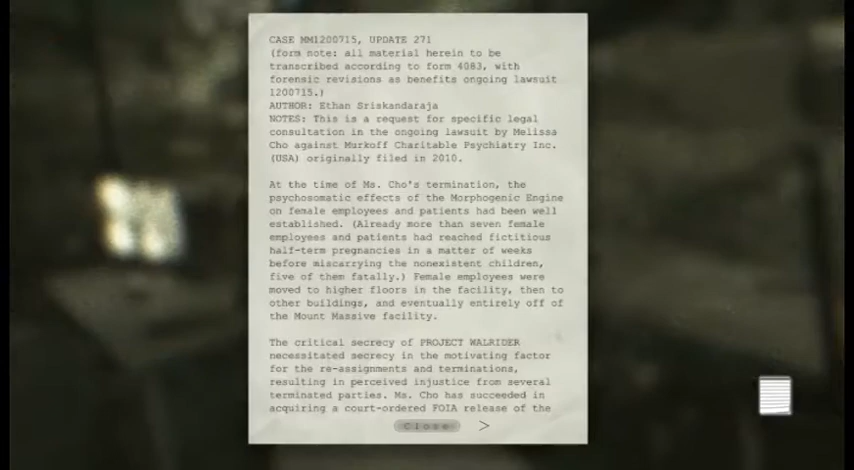 CASE MM1200715, UPDATE 271
(form note: all material herein to be
transcribed according to form 4083, with
forensic revisions as benefits ongoing lawsuit
1200715.)
AUTHOR: Ethan Sriskandaraja
NOTES: This is a request for specific legal
consultation in the ongoing lawsuit by Melissa
Cho against Murkoff Charitable Psychiatry Inc.
(USA) originally filed in 2010.
At the time of Ms. Cho's termination, the
psychosomatic effects of the Morphogenic Engine
on female employees and patients had been well
established. (Already more than seven female
employees and patients had reached fictitious
half-term pregnancies in a matter of weeks
before miscarrying the nonexistent children,
five of them fatally.) Female employees were
moved to higher floors in the facility, then to
other buildings, and eventually entirely off of
the Mount Massive facility.
The critical secrecy of PROJECT WALRIDER
necessitated secrecy in the motivating factor
for the re-assignments and terminations,
resulting in perceived injustice from several
terminated parties. Ms. Cho has succeeded in
acquiring a court-ordered FOIA release of the
Close >